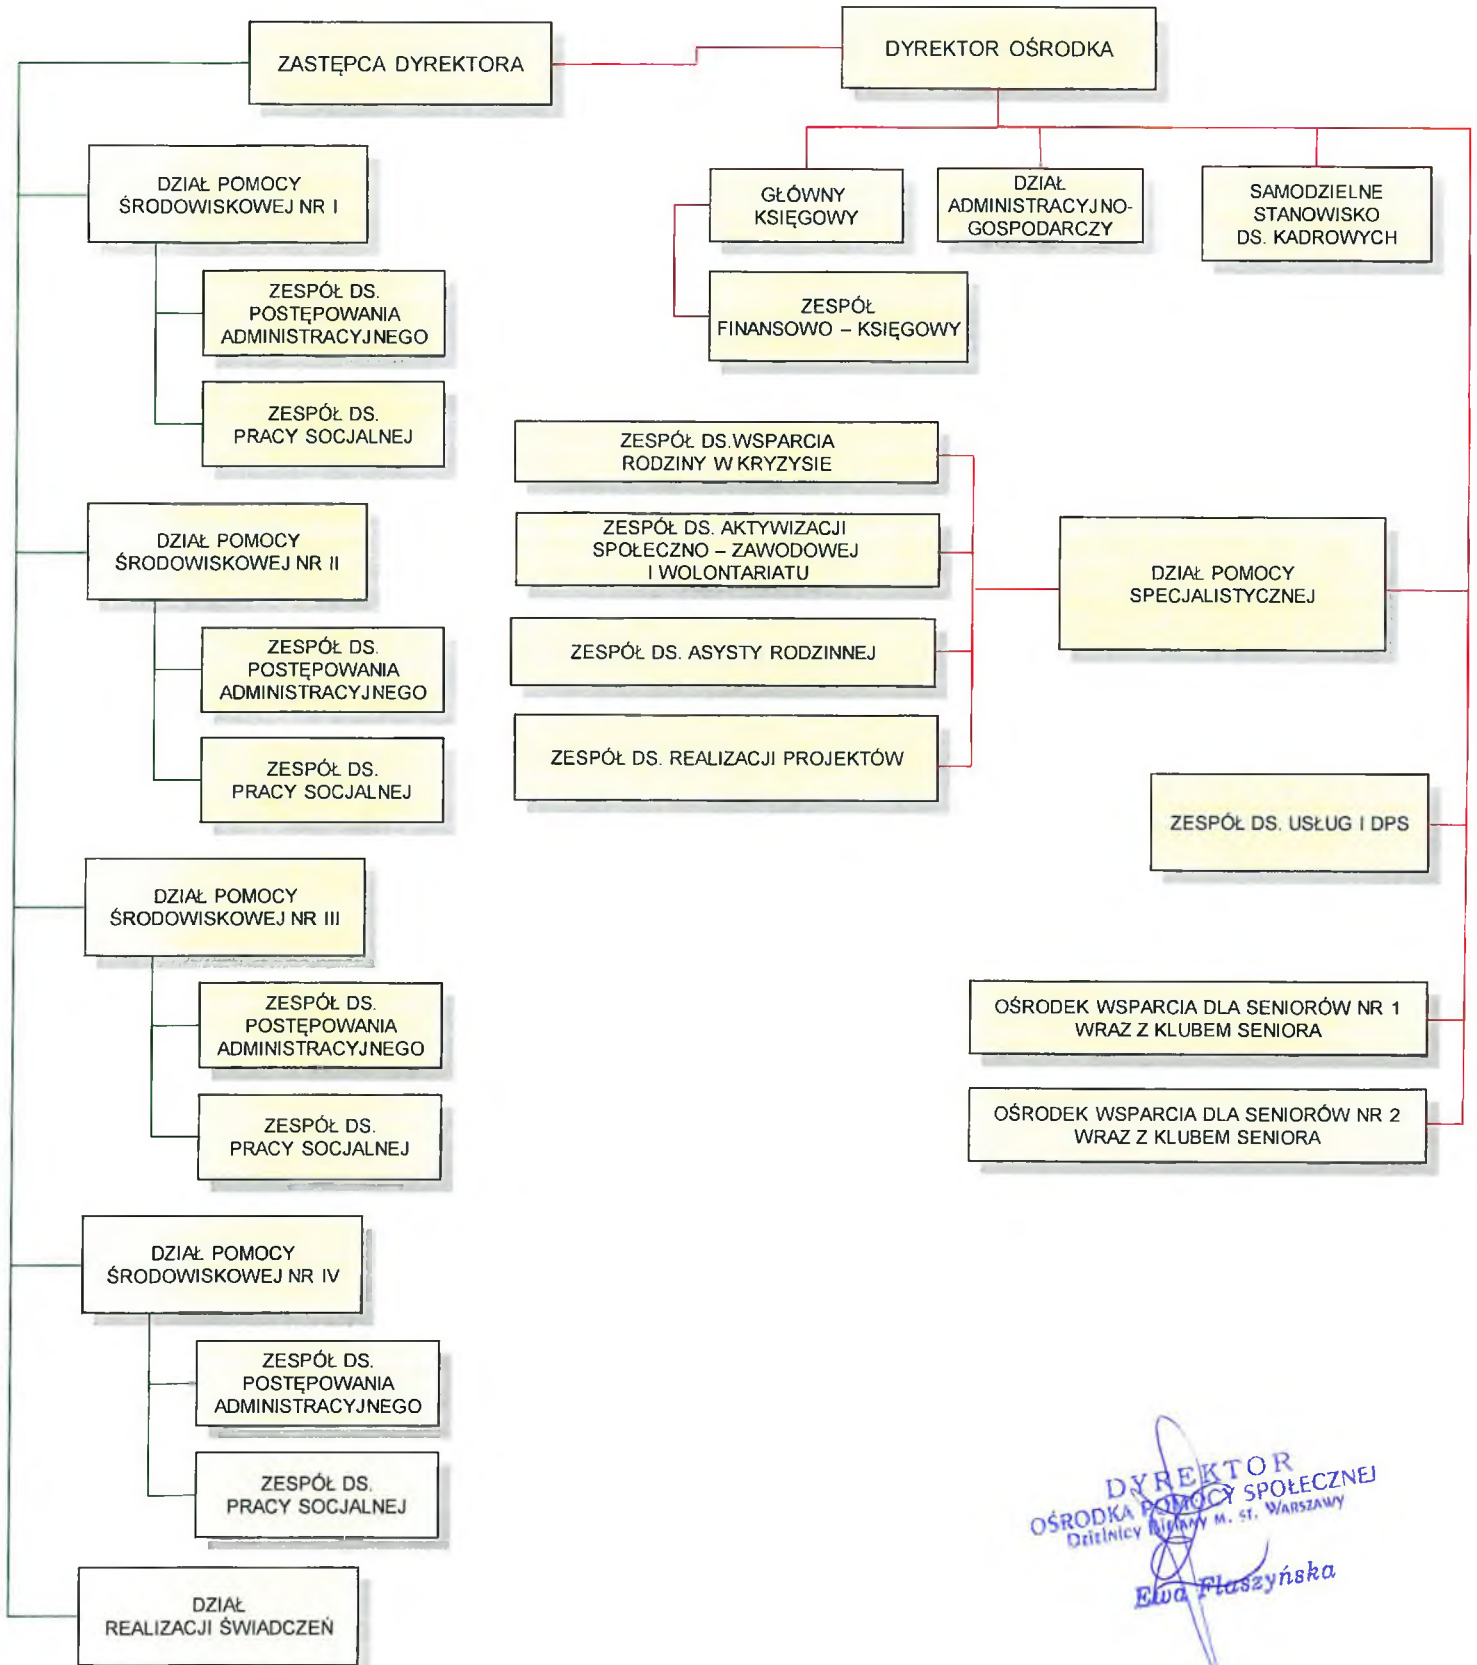 ZASTĘPCA DYREKTORA
DYREKTOR OŚRODKA
DZIAŁ POMOCY
ŚRODOWISKOWEJ NR I
ZESPÓŁ DS.
POSTĘPOWANIA
ADMINISTRACYJNEGO
ZESPÓŁ DS.
PRACY SOCJALNEJ
DZIAŁ POMOCY
ŚRODOWISKOWEJ NR II
ZESPÓŁ DS.
POSTĘPOWANIA
ADMINISTRACYJNEGO
ZESPÓŁ DS.
PRACY SOCJALNEJ
DZIAŁ POMOCY
ŚRODOWISKOWEJ NR III
ZESPÓŁ DS.
POSTĘPOWANIA
ADMINISTRACYJNEGO
ZESPÓŁ DS.
PRACY SOCJALNEJ
DZIAŁ POMOCY
ŚRODOWISKOWEJ NR IV
ZESPÓŁ DS.
POSTĘPOWANIA
ADMINISTRACYJNEGO
ZESPÓŁ DS.
PRACY SOCJALNEJ
DZIAŁ
REALIZACJI ŚWIADCZEŃ
GŁÓWNY
KSIĘGOWY
ZESPÓŁ
FINANSOWO – KSIĘGOWY
DZIAŁ
ADMINISTRACYJNO-
GOSPODARCZY
SAMODZIELNE
STANOWISKO
DS. KADROWYCH
ZESPÓŁ DS.WSPARCIA
RODZINY W KRYZYSIE
ZESPÓŁ DS. AKTYWIZACJI
SPOŁECZNO – ZAWODOWEJ
I WOLONTARIATU
ZESPÓŁ DS. ASYSTY RODZINNEJ
ZESPÓŁ DS. REALIZACJI PROJEKTÓW
DZIAŁ POMOCY
SPECJALISTYCZNEJ
ZESPÓŁ DS. USŁUG I DPS
OŚRODEK WSPARCIA DLA SENIORÓW NR 1
WRAZ Z KLUBEM SENIORA
OŚRODEK WSPARCIA DLA SENIORÓW NR 2
WRAZ Z KLUBEM SENIORA
DYREKTOR
OŚRODKA POMOCY SPOŁECZNEJ
Dzielnicy Bielany m. st. Warszawy
Ewa Flaszyńska